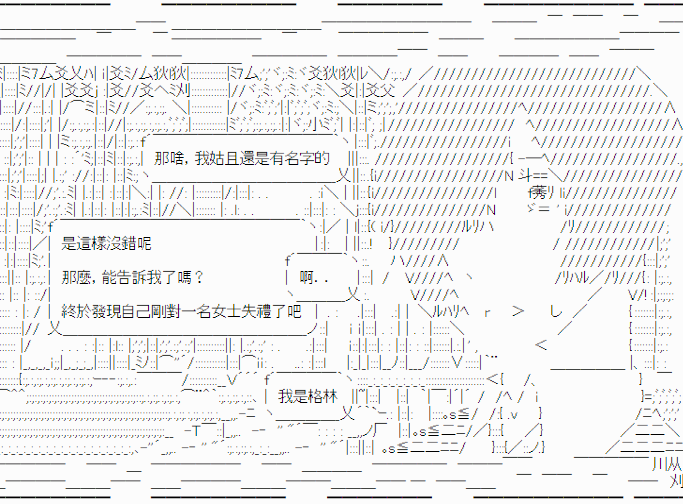 那啥，我姑且還是有名字的
是這樣沒錯呢
那麼，能告訴我了嗎？
啊．．
終於發現自己剛對一名女士失禮了吧
我是格林